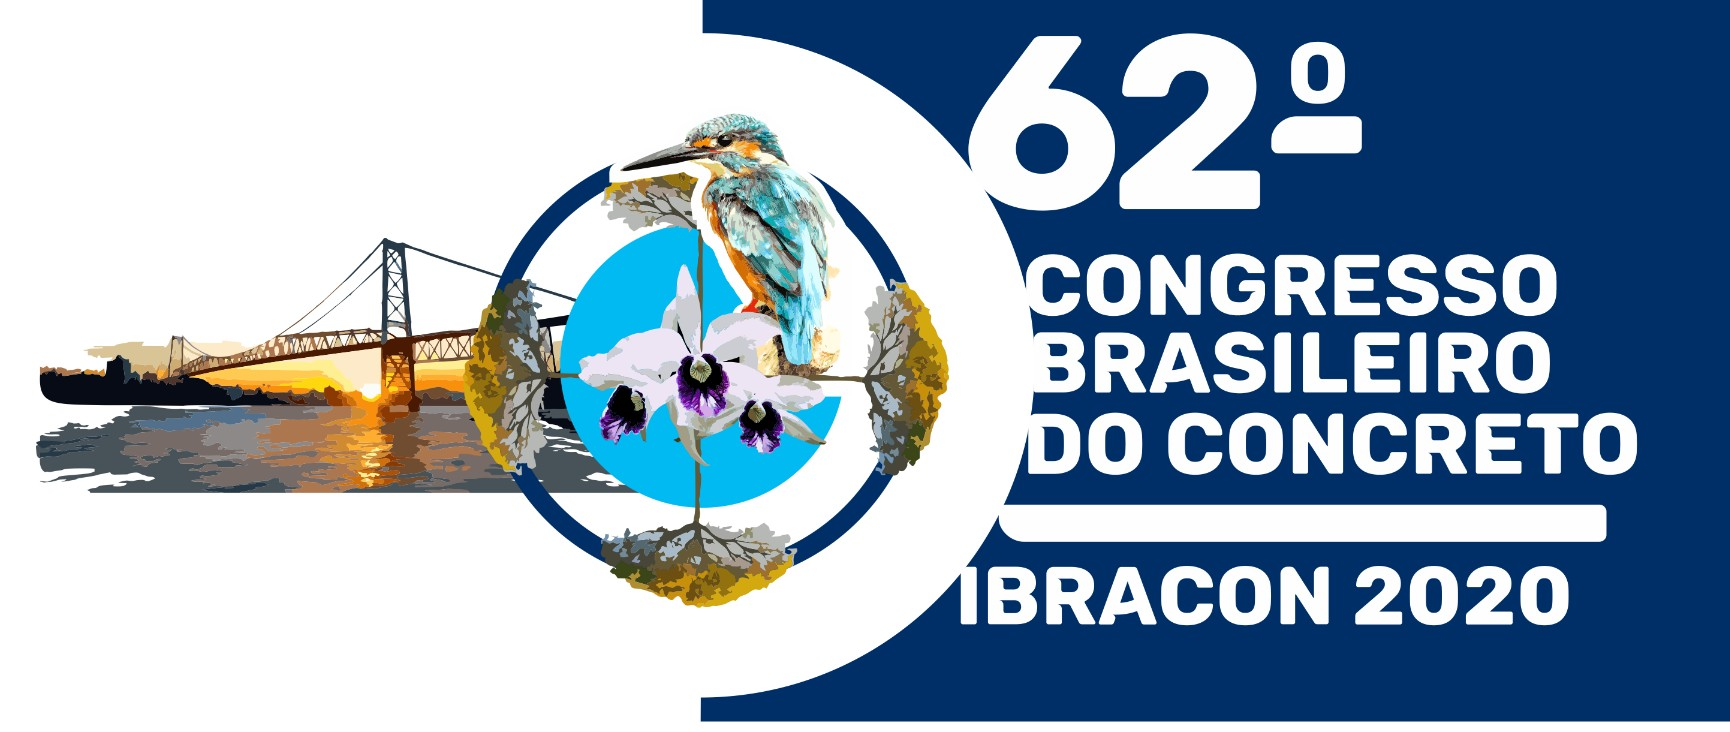 62º
CONGRESSO
BRASILEIRO
DO CONCRETO
IBRACON 2020